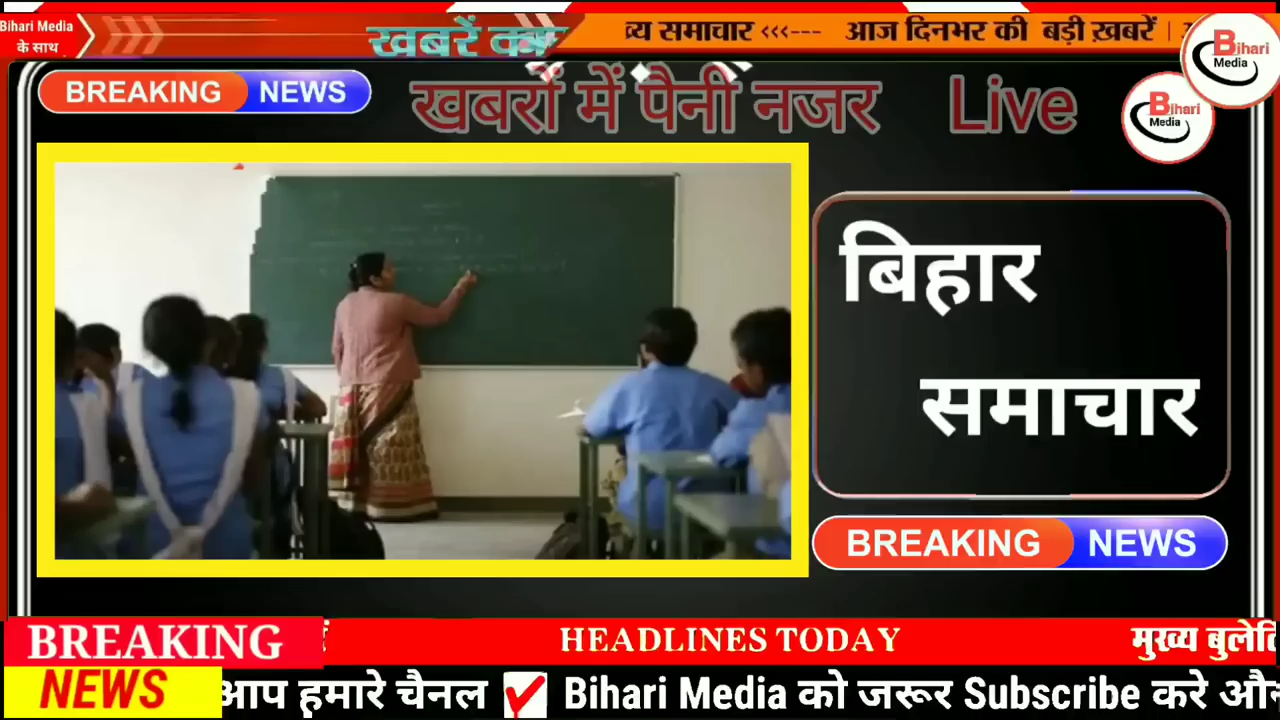 Bihari Media
के साथ
खबरें का
समाचार <<<--- आज दिनभर की बड़ी ख़बरें |
Bihari
Media
BREAKING NEWS
खबरों में पैनी नजर Live
Bihari
Media
बिहार
समाचार
BREAKING NEWS
BREAKING
NEWS
HEADLINES TODAY
मुख्य
आप हमारे चैनल ✓ Bihari Media को जरूर Subscribe करे